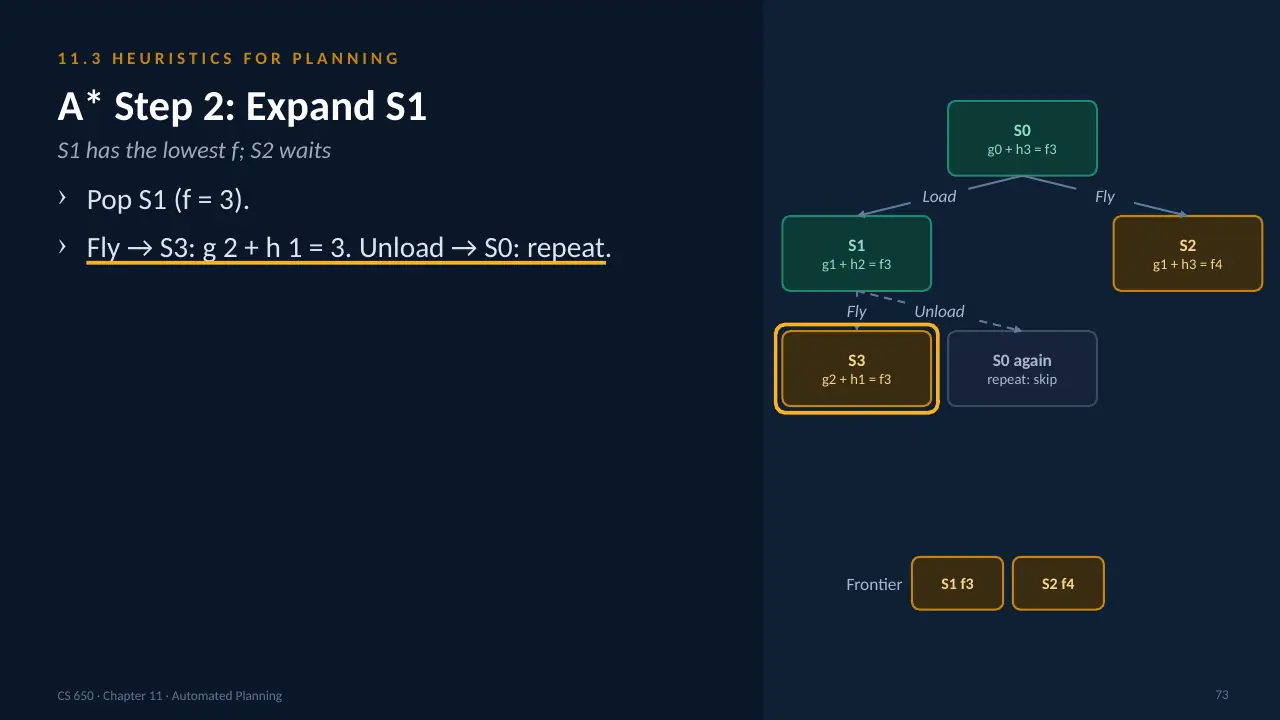 11.3 HEURISTICS FOR PLANNING
A* Step 2: Expand S1
S1 has the lowest f; S2 waits
› Pop S1 (f = 3).
› Fly → S3: g 2 + h 1 = 3. Unload → S0: repeat.
S0
g0 + h3 = f3
Load
Fly
S1
g1 + h2 = f3
S2
g1 + h3 = f4
Fly
Unload
S3
g2 + h1 = f3
S0 again
repeat: skip
Frontier
S1 f3
S2 f4
CS 650 · Chapter 11 · Automated Planning
73